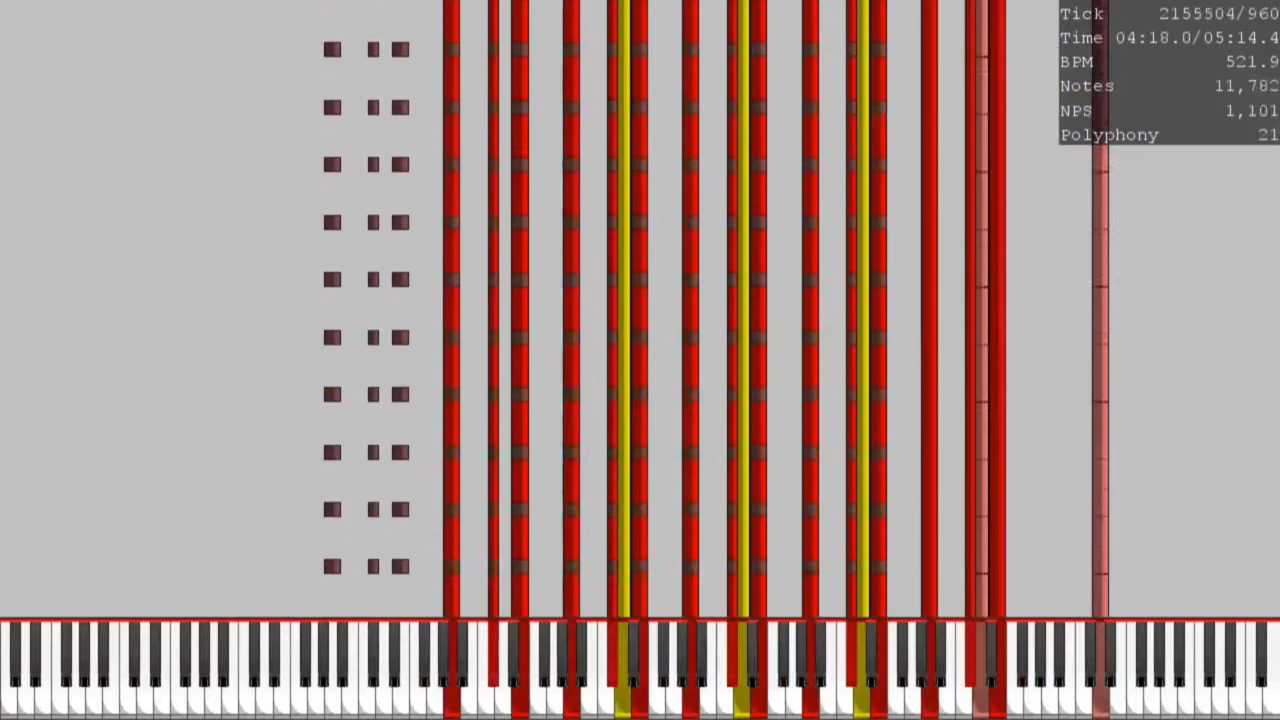 Tick 2155504/960
Time 04:18.0/05:14.4
BPM 521.9
Notes 11,782
NPS 1,101
Polyphony 21